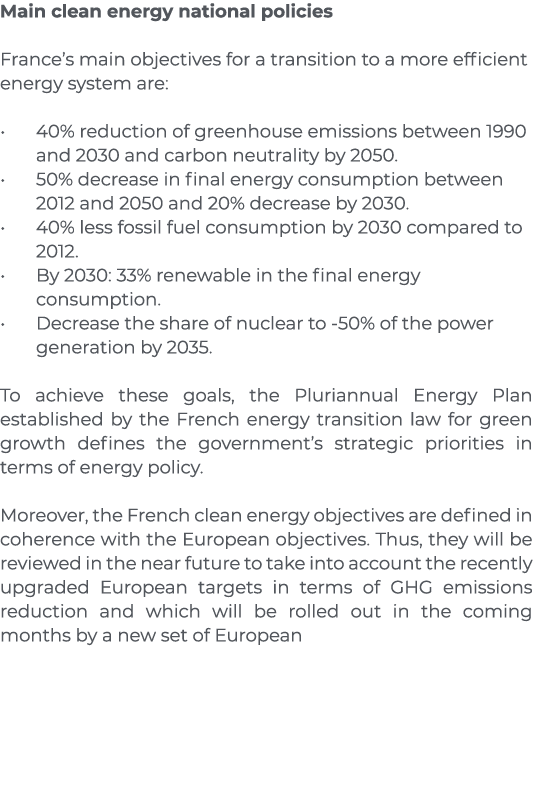 Main clean energy national policies
France’s main objectives for a transition to a more efficient
energy system are:
• 40% reduction of greenhouse emissions between 1990
and 2030 and carbon neutrality by 2050.
• 50% decrease in final energy consumption between
2012 and 2050 and 20% decrease by 2030.
• 40% less fossil fuel consumption by 2030 compared to
2012.
• By 2030: 33% renewable in the final energy
consumption.
• Decrease the share of nuclear to -50% of the power
generation by 2035.
To achieve these goals, the Pluriannual Energy Plan
established by the French energy transition law for green
growth defines the government’s strategic priorities in
terms of energy policy.
Moreover, the French clean energy objectives are defined in
coherence with the European objectives. Thus, they will be
reviewed in the near future to take into account the recently
upgraded European targets in terms of GHG emissions
reduction and which will be rolled out in the coming
months by a new set of European